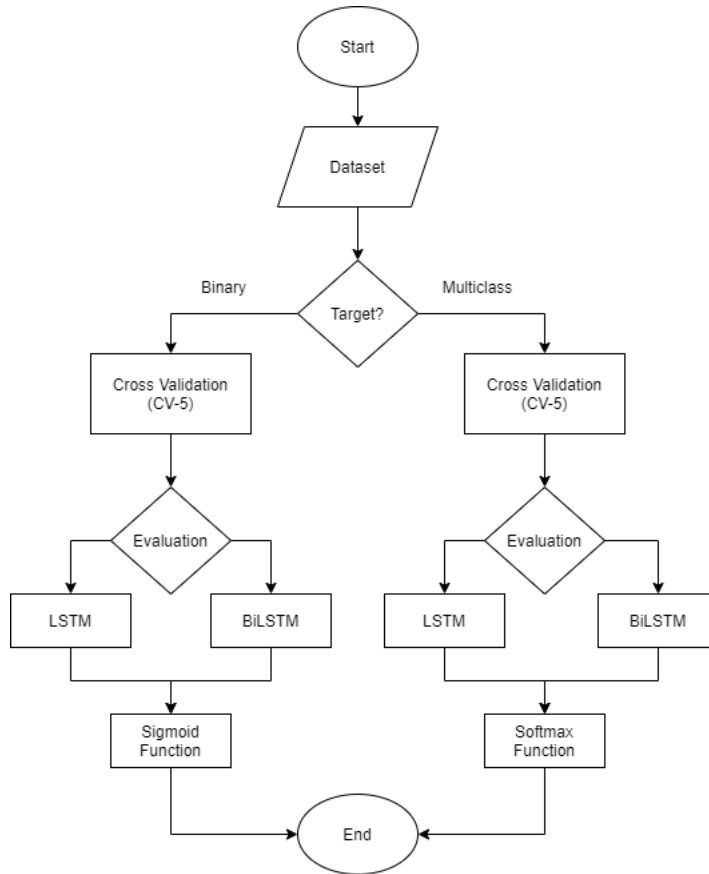 Start
Dataset
Binary
Target?
Multiclass
Cross Validation
(CV-5)
Cross Validation
(CV-5)
Evaluation
Evaluation
LSTM
BiLSTM
LSTM
BiLSTM
Sigmoid
Function
Softmax
Function
End